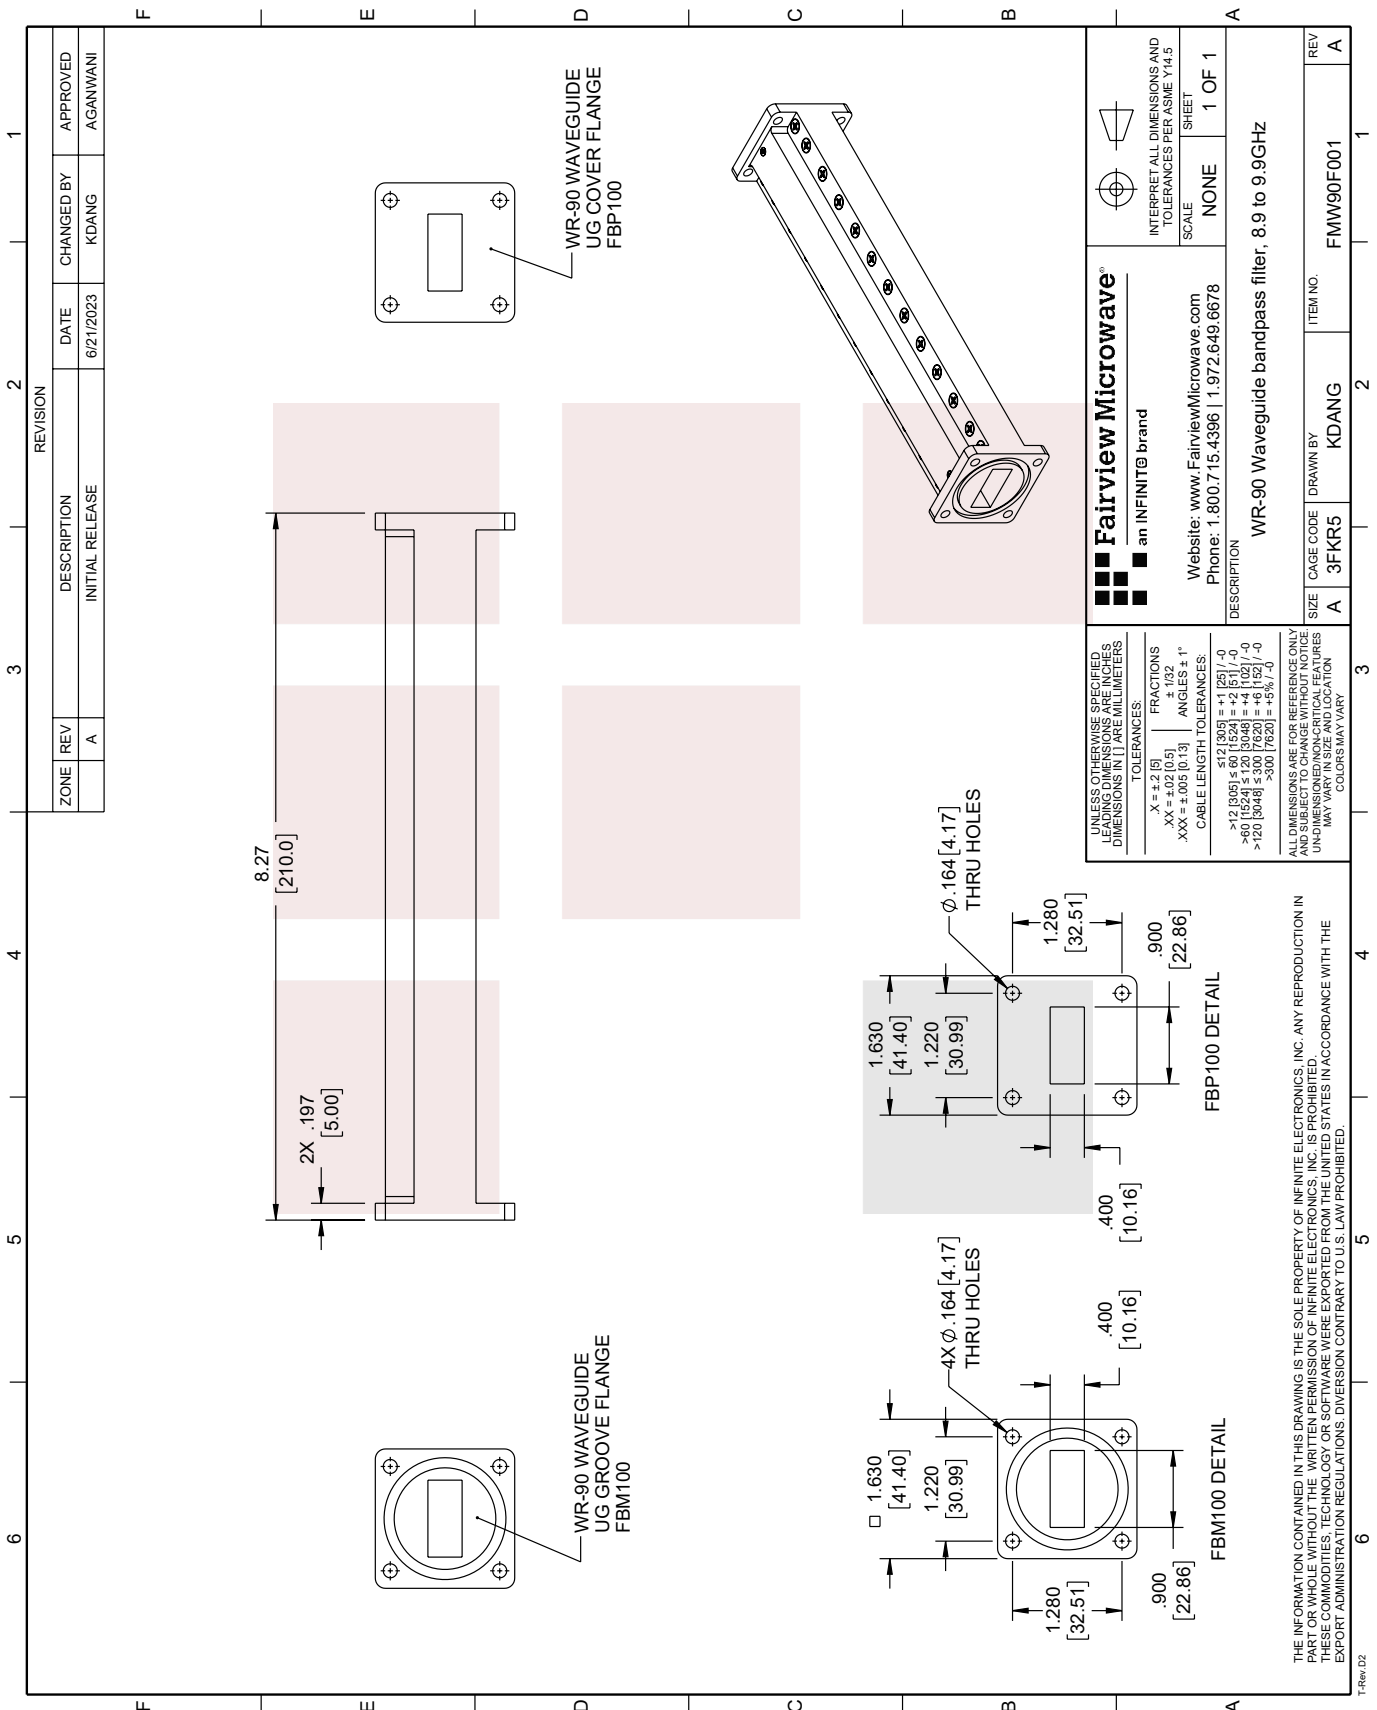 6
5
4
3
2
1
F
E
D
C
B
A
REVISION
ZONE REV DESCRIPTION DATE CHANGED BY APPROVED
A INITIAL RELEASE 6/21/2023 KDANG AGANWANI
8.27
[210.0]
2X .197
[5.00]
WR-90 WAVEGUIDE
UG GROOVE FLANGE
FBM100
WR-90 WAVEGUIDE
UG COVER FLANGE
FBP100
□ 1.630
[41.40]
1.220
[30.99]
4X Ø.164 [4.17]
THRU HOLES
1.280
[32.51]
.900
[22.86]
.400
[10.16]
FBM100 DETAIL
1.630
[41.40]
1.220
[30.99]
Ø.164 [4.17]
THRU HOLES
1.280
[32.51]
.900
[22.86]
.400
[10.16]
FBP100 DETAIL
THE INFORMATION CONTAINED IN THIS DRAWING IS THE SOLE PROPERTY OF INFINITE ELECTRONICS, INC. ANY REPRODUCTION IN
PART OR WHOLE WITHOUT THE WRITTEN PERMISSION OF INFINITE ELECTRONICS, INC. IS PROHIBITED.
THESE COMMODITIES, TECHNOLOGY OR SOFTWARE WERE EXPORTED FROM THE UNITED STATES IN ACCORDANCE WITH THE
EXPORT ADMINISTRATION REGULATIONS. DIVERSION CONTRARY TO U.S. LAW PROHIBITED.
UNLESS OTHERWISE SPECIFIED
LEADING DIMENSIONS ARE INCHES
DIMENSIONS IN [ ] ARE MILLIMETERS
TOLERANCES:
.X = ±.2 [5] FRACTIONS
.XX = ±.02 [0.5] ± 1/32
.XXX = ±.005 [0.13] ANGLES ± 1°
CABLE LENGTH TOLERANCES:
≤12 [305] = +1 [25] / -0
>12 [305] ≤ 60 [1524] = +2 [51] / -0
>60 [1524] ≤ 120 [3048] = +4 [102] / -0
>120 [3048] ≤ 300 [7620] = +6 [152] / -0
>300 [7620] = +5% / -0
ALL DIMENSIONS ARE FOR REFERENCE ONLY
AND SUBJECT TO CHANGE WITHOUT NOTICE.
UN-DIMENSIONED/NON-CRITICAL FEATURES
MAY VARY IN SIZE AND LOCATION
COLORS MAY VARY
Fairview Microwave®
an INFINIT® brand
Website: www.FairviewMicrowave.com
Phone: 1.800.715.4396 | 1.972.649.6678
INTERPRET ALL DIMENSIONS AND
TOLERANCES PER ASME Y14.5
SCALE SHEET
NONE 1 OF 1
DESCRIPTION
WR-90 Waveguide bandpass filter, 8.9 to 9.9GHz
SIZE CAGE CODE DRAWN BY ITEM NO. REV
A 3FKR5 KDANG FMW90F001 A
6
5
4
3
2
1
F
E
D
C
B
A
T-Rev.D2